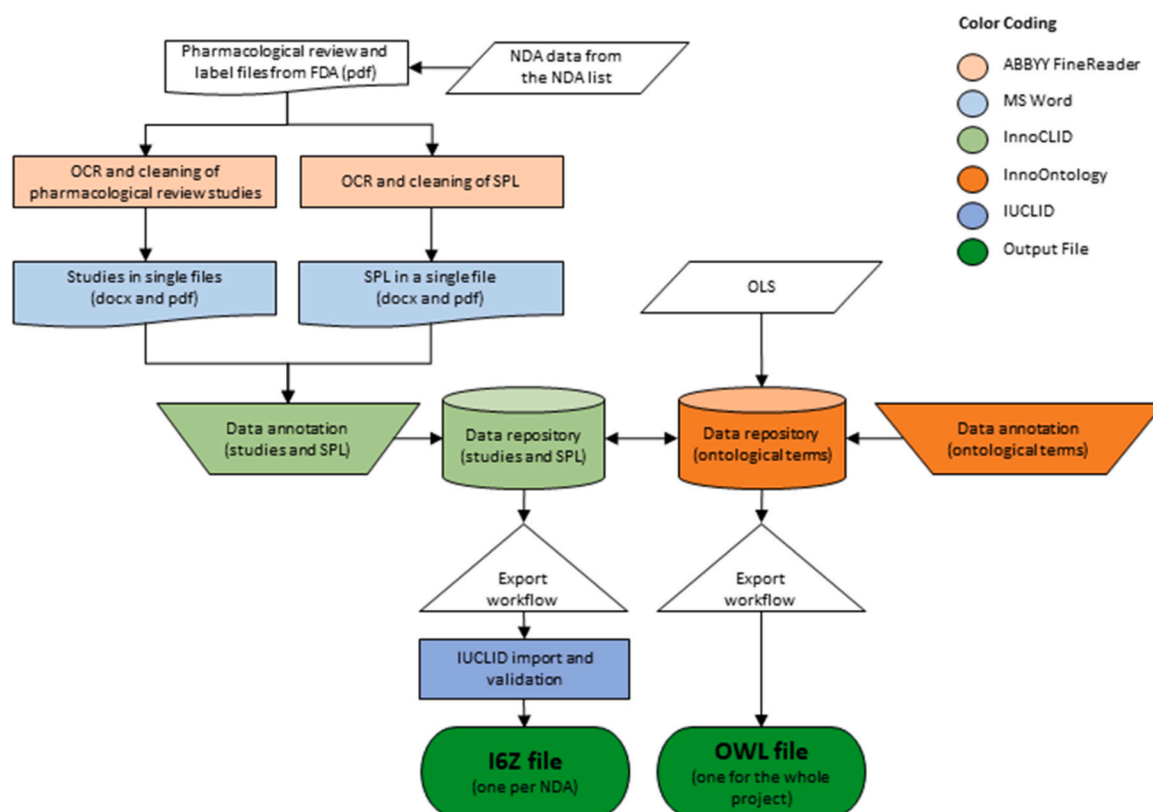 Pharmacological review and
label files from FDA (pdf)
NDA data from
the NDA list
Color Coding
ABBYY FineReader
MS Word
InnoCLID
InnoOntology
IUCLID
Output File
OCR and cleaning of
pharmacological review studies
OCR and cleaning of SPL
Studies in single files
(docx and pdf)
SPL in a single file
(docx and pdf)
OLS
Data annotation
(studies and SPL)
Data repository
(studies and SPL)
Data repository
(ontological terms)
Data annotation
(ontological terms)
Export
workflow
Export
workflow
IUCLID import and
validation
I6Z file
(one per NDA)
OWL file
(one for the whole
project)